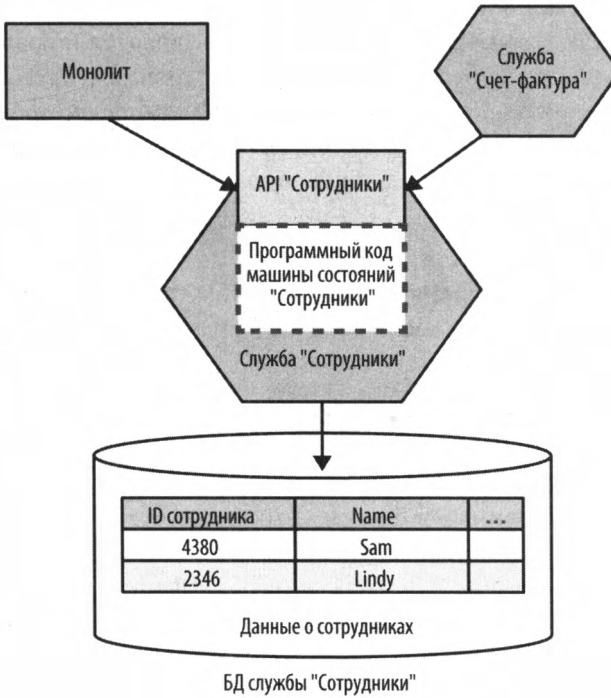 Монолит
Служба
"Счет-фактура"
API "Сотрудники"
Программный код
машины состояний
"Сотрудники"
Служба "Сотрудники"
ID сотрудника Name ...
4380 Sam
2346 Lindy
Данные о сотрудниках
БД службы "Сотрудники"